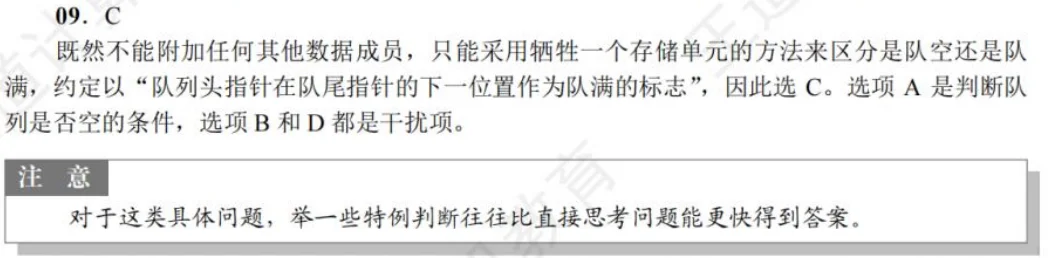 09. C
既然不能附加任何其他数据成员，只能采用牺牲一个存储单元的方法来区分是队空还是队
满，约定以“队列头指针在队尾指针的下一位置作为队满的标志”，因此选 C。选项 A 是判断队
列是否空的条件，选项 B 和 D 都是干扰项。
注 意
对于这类具体问题，举一些特例判断往往比直接思考问题能更快得到答案。